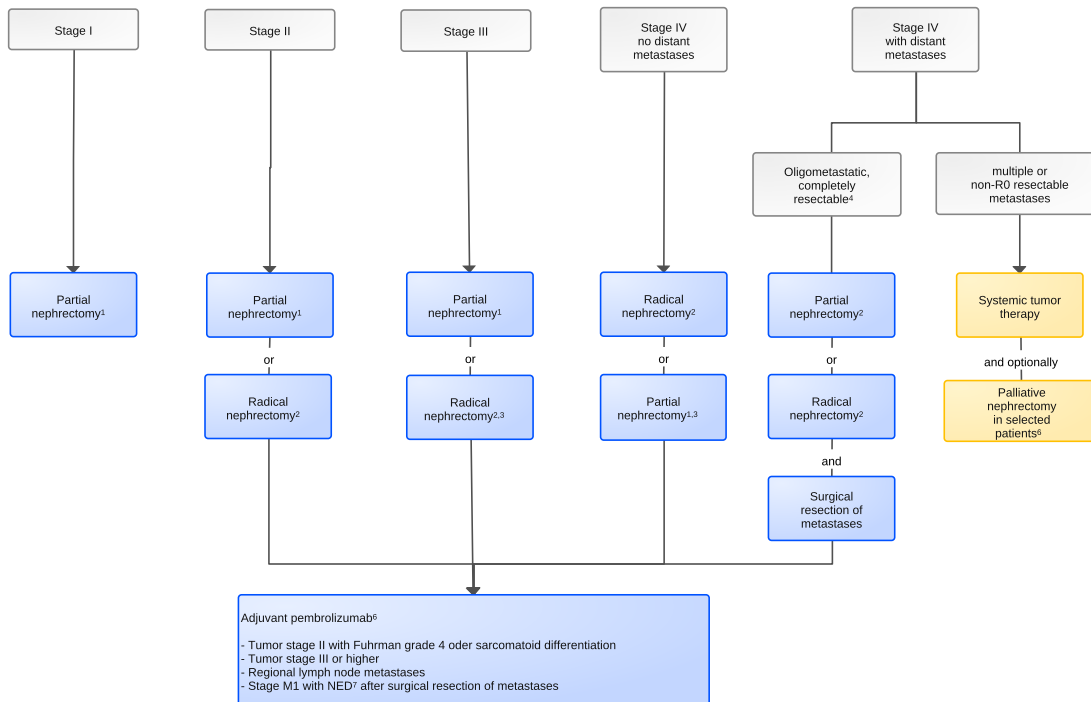 Stage I
Stage II
Stage III
Stage IV
no distant
metastases
Stage IV
with distant
metastases
Oligometastatic,
completely
resectable⁴
multiple or
non-R0 resectable
metastases
Partial
nephrectomy¹
Partial
nephrectomy¹
Partial
nephrectomy¹
Radical
nephrectomy²
Partial
nephrectomy²
Systemic tumor
therapy
or
or
or
or
and optionally
Radical
nephrectomy²
Radical
nephrectomy²,³
Partial
nephrectomy¹,³
Radical
nephrectomy²
Palliative
nephrectomy
in selected
patients⁶
and
Surgical
resection of
metastases
Adjuvant pembrolizumab⁶
- Tumor stage II with Fuhrman grade 4 oder sarcomatoid differentiation
- Tumor stage III or higher
- Regional lymph node metastases
- Stage M1 with NED⁷ after surgical resection of metastases